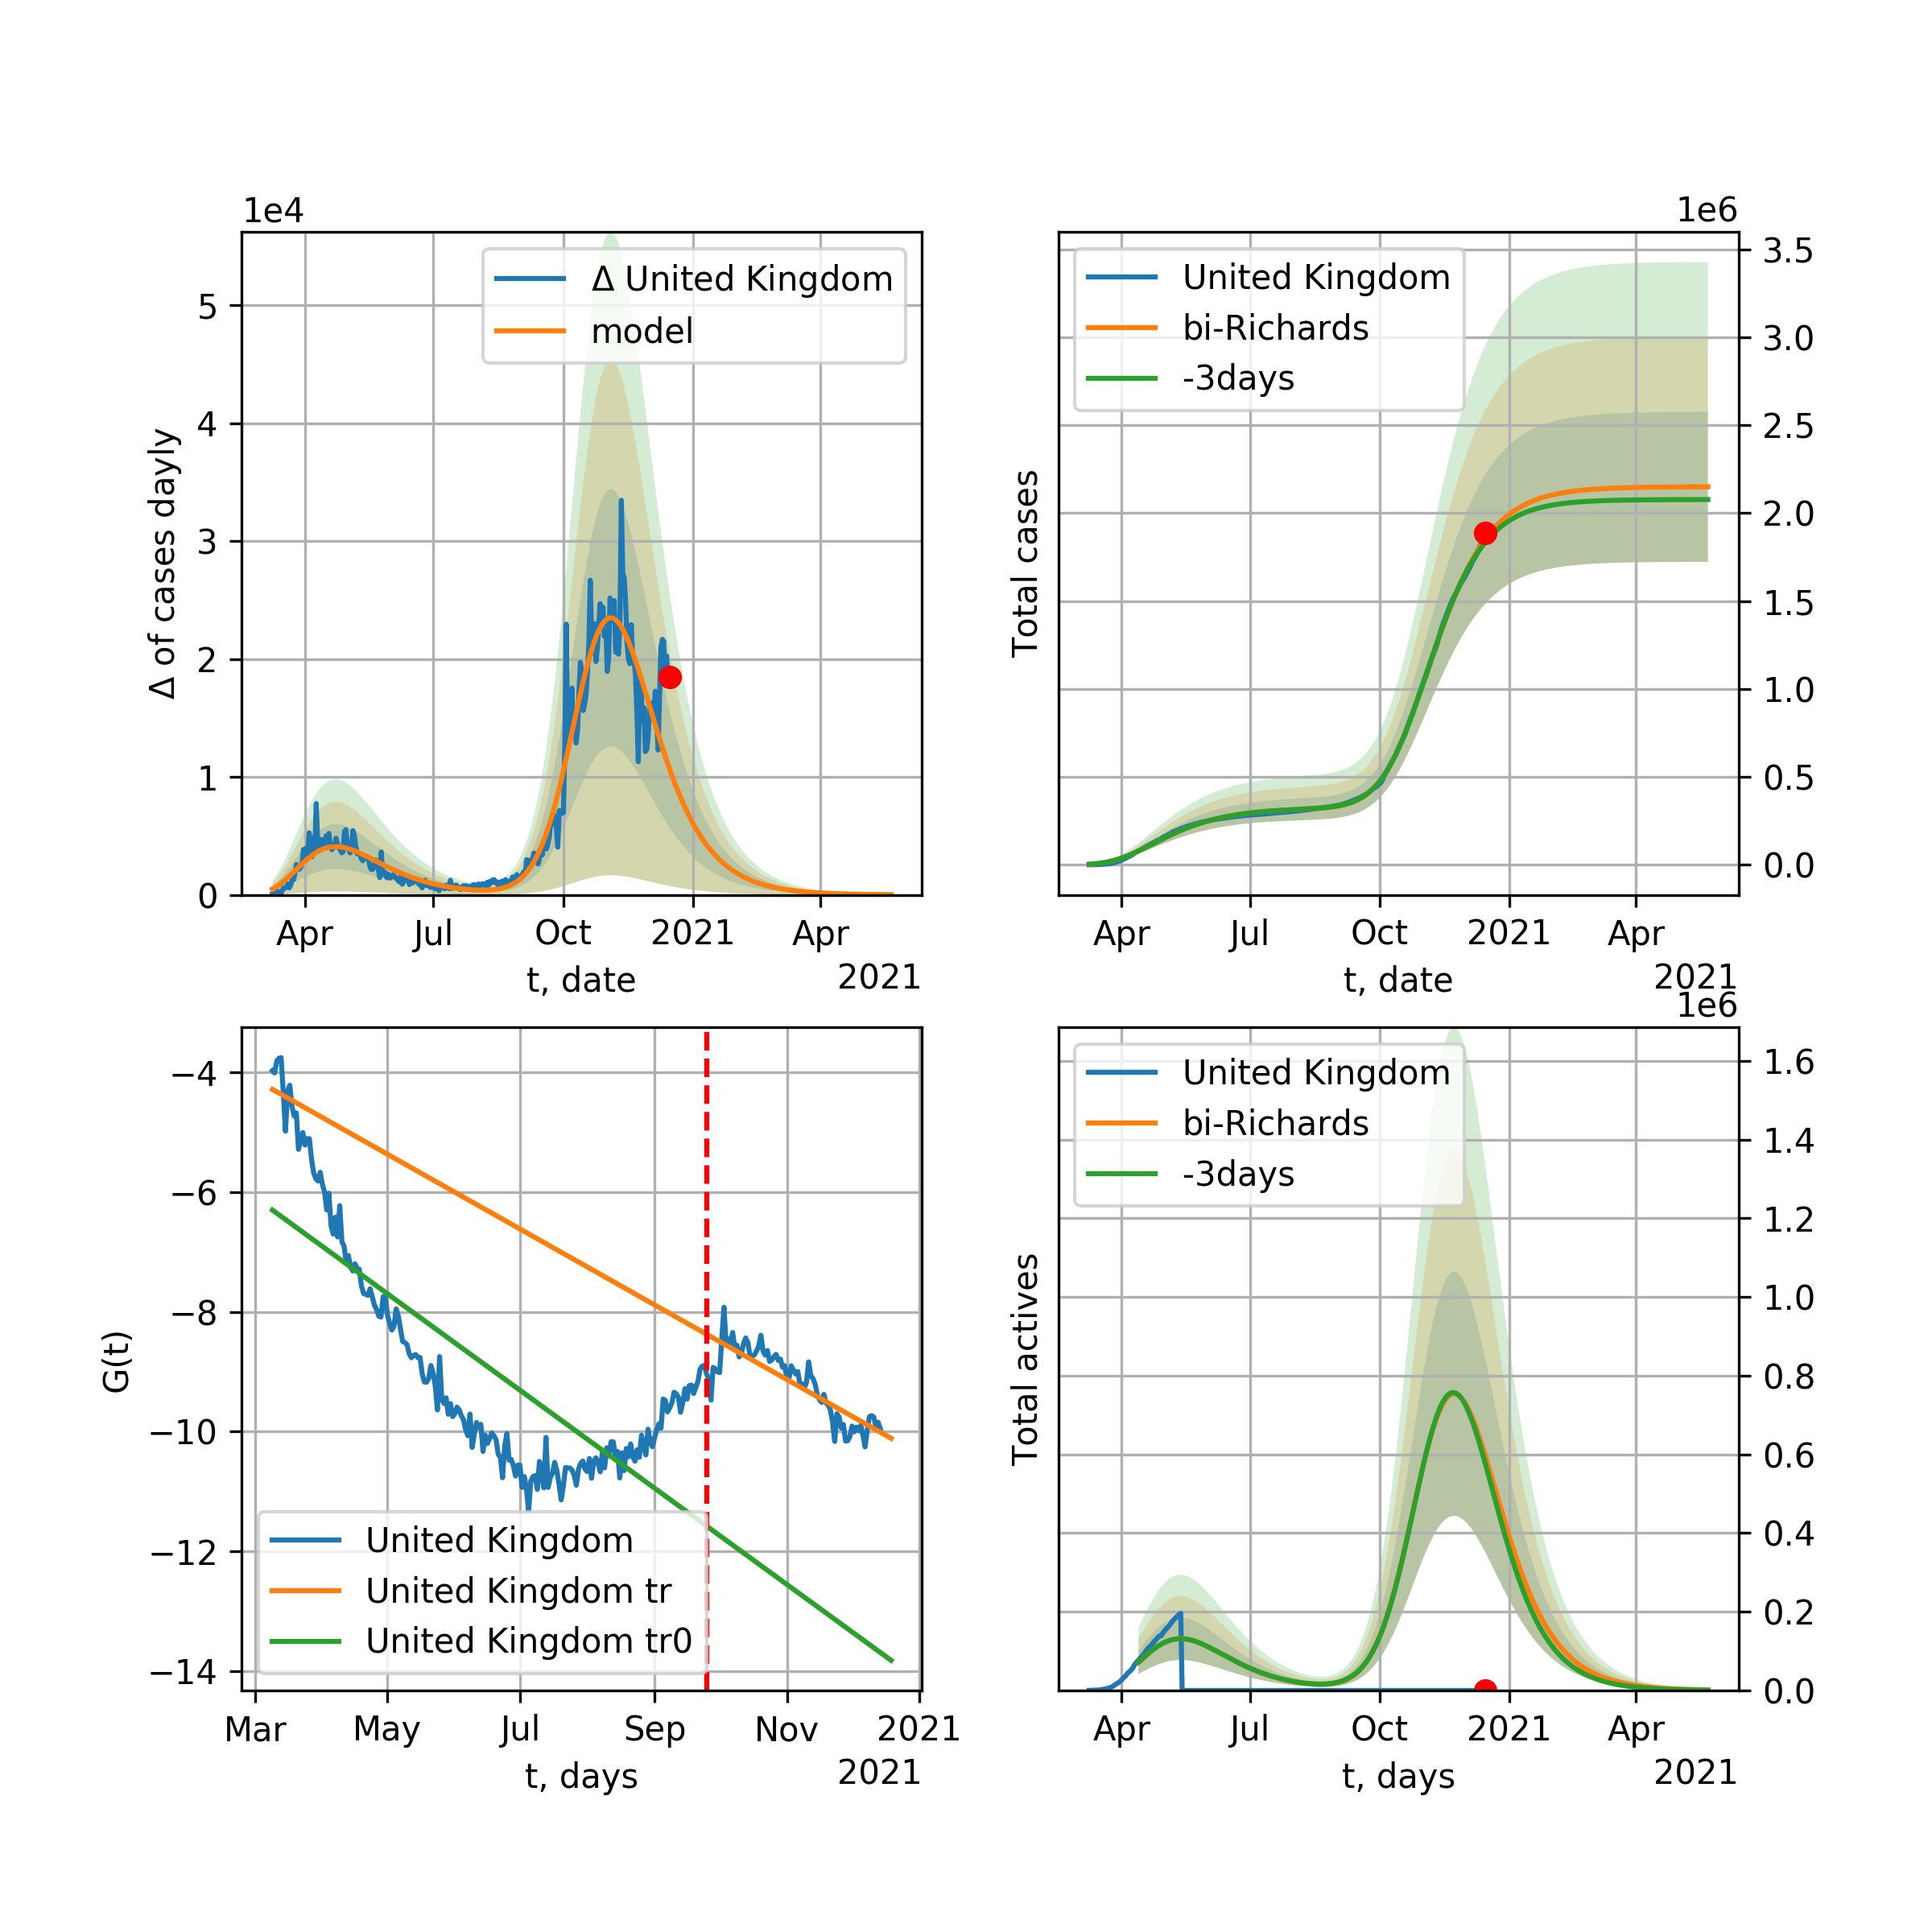 1e4
Δ United Kingdom
model
5
4
3
2
1
0
Δ of cases dayly
Apr Jul Oct 2021 Apr
t, date
2021
1e6
United Kingdom
bi-Richards
-3days
3.5
3.0
2.5
2.0
1.5
1.0
0.5
0.0
Total cases
Apr Jul Oct 2021 Apr
t, date
2021
−4
−6
−8
−10
−12
−14
G(t)
United Kingdom
United Kingdom tr
United Kingdom tr0
Mar May Jul Sep Nov 2021
t, days
2021
1e6
United Kingdom
bi-Richards
-3days
1.6
1.4
1.2
1.0
0.8
0.6
0.4
0.2
0.0
Total actives
Apr Jul Oct 2021 Apr
t, days
2021